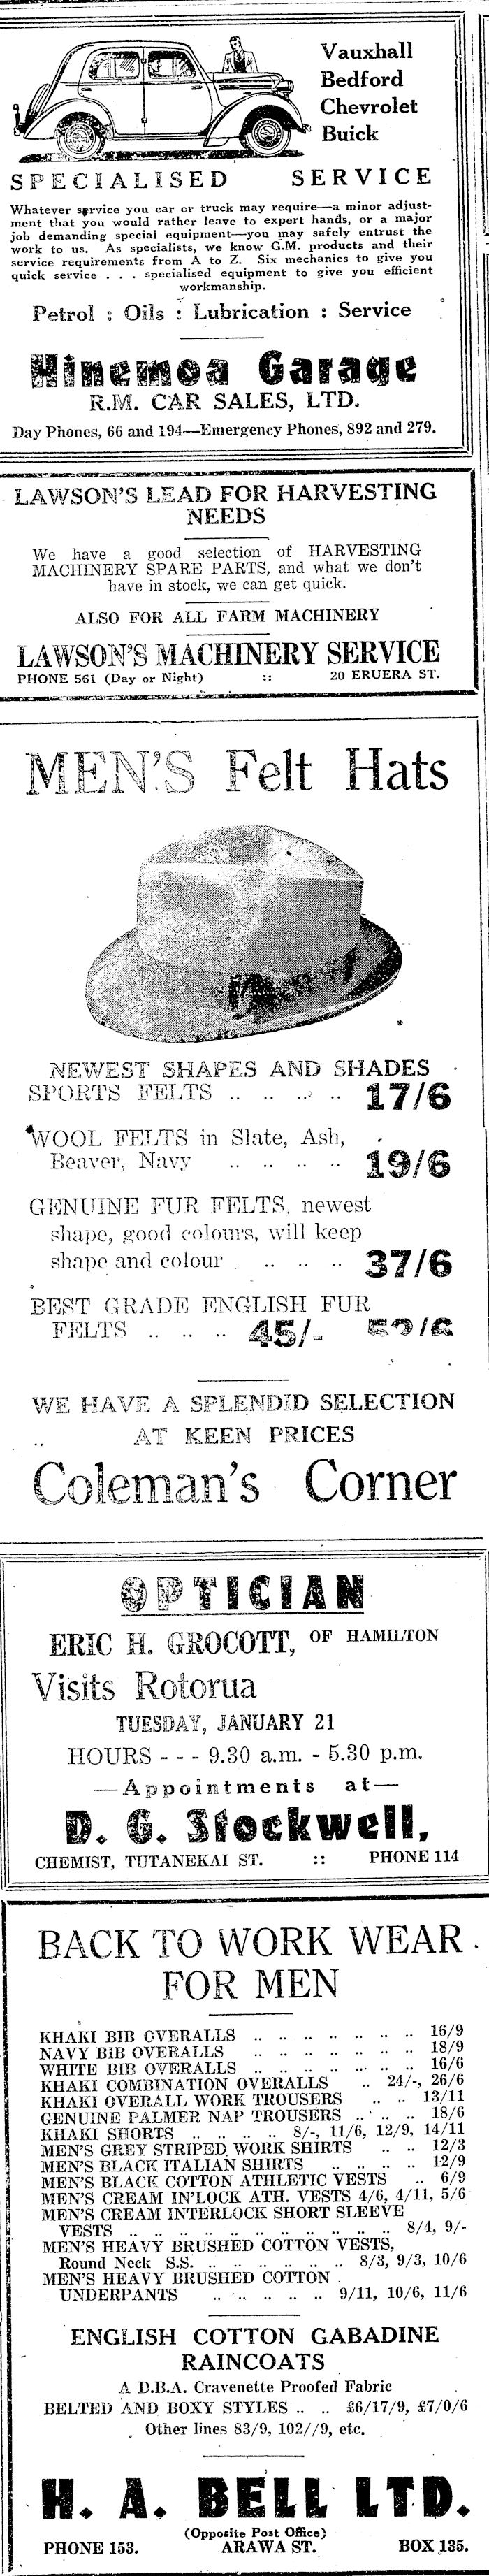 Vauxhall
Bedford
Chevrolet
Buick
SPECIALISED SERVICE
Whatever service you car or truck may require—a minor adjust-
ment that you would rather leave to expert hands, or a major
job demanding special equipment—you may safely entrust the
work to us. As specialists, we know G.M. products and their
service requirements from A to Z. Six mechanics to give you
quick service . . . specialised equipment to give you efficient
workmanship.
Petrol : Oils : Lubrication : Service
Hinemoa Garage
R.M. CAR SALES, LTD.
Day Phones, 66 and 194—Emergency Phones, 892 and 279.
LAWSON'S LEAD FOR HARVESTING
NEEDS
We have a good selection of HARVESTING
MACHINERY SPARE PARTS, and what we don't
have in stock, we can get quick.
ALSO FOR ALL FARM MACHINERY
LAWSON'S MACHINERY SERVICE
PHONE 561 (Day or Night) :: 20 ERUERA ST.
MEN'S Felt Hats
NEWEST SHAPES AND SHADES
SPORTS FELTS .. .. .. .. 17/6
WOOL FELTS in Slate, Ash,
Beaver, Navy .. .. .. .. 19/6
GENUINE FUR FELTS, newest
shape, good colours, will keep
shape and colour . .. .. .. 37/6
BEST GRADE ENGLISH FUR
FELTS .. .. .. 45/-
WE HAVE A SPLENDID SELECTION
AT KEEN PRICES
Coleman's Corner
OPTICIAN
ERIC H. GROCOTT, OF HAMILTON
Visits Rotorua
TUESDAY, JANUARY 21
HOURS - - - 9.30 a.m. - 5.30 p.m.
—Appointments at—
D. G. Stockwell,
CHEMIST, TUTANEKAI ST. :: PHONE 114
BACK TO WORK WEAR
FOR MEN
KHAKI BIB OVERALLS .. .. .. .. .. .. .. 16/9
NAVY BIB OVERALLS .. .. .. .. .. .. .. 18/9
WHITE BIB OVERALLS .. .. .. .. .. .. .. 16/6
KHAKI COMBINATION OVERALLS .. 24/-, 26/6
KHAKI OVERALL WORK TROUSERS .. .. 13/11
GENUINE PALMER NAP TROUSERS .. .. .. 18/6
KHAKI SHORTS .. .. .. .. .. 8/-, 11/6, 12/9, 14/11
MEN'S GREY STRIPED WORK SHIRTS .. .. 12/3
MEN'S BLACK ITALIAN SHIRTS .. .. .. .. 12/9
MEN'S BLACK COTTON ATHLETIC VESTS .. 6/9
MEN'S CREAM IN'LOCK ATH. VESTS 4/6, 4/11, 5/6
MEN'S CREAM INTERLOCK SHORT SLEEVE
VESTS .. .. .. .. .. .. .. .. .. .. .. 8/4, 9/-
MEN'S HEAVY BRUSHED COTTON VESTS,
Round Neck S.S. .. .. .. .. .. .. 8/3, 9/3, 10/6
MEN'S HEAVY BRUSHED COTTON
UNDERPANTS .. .. .. .. .. 9/11, 10/6, 11/6
ENGLISH COTTON GABADINE
RAINCOATS
A D.B.A. Cravenette Proofed Fabric
BELTED AND BOXY STYLES .. .. £6/17/9, £7/0/6
Other lines 83/9, 102//9, etc.
H. A. BELL LTD.
(Opposite Post Office)
PHONE 153. ARAWA ST. BOX 135.